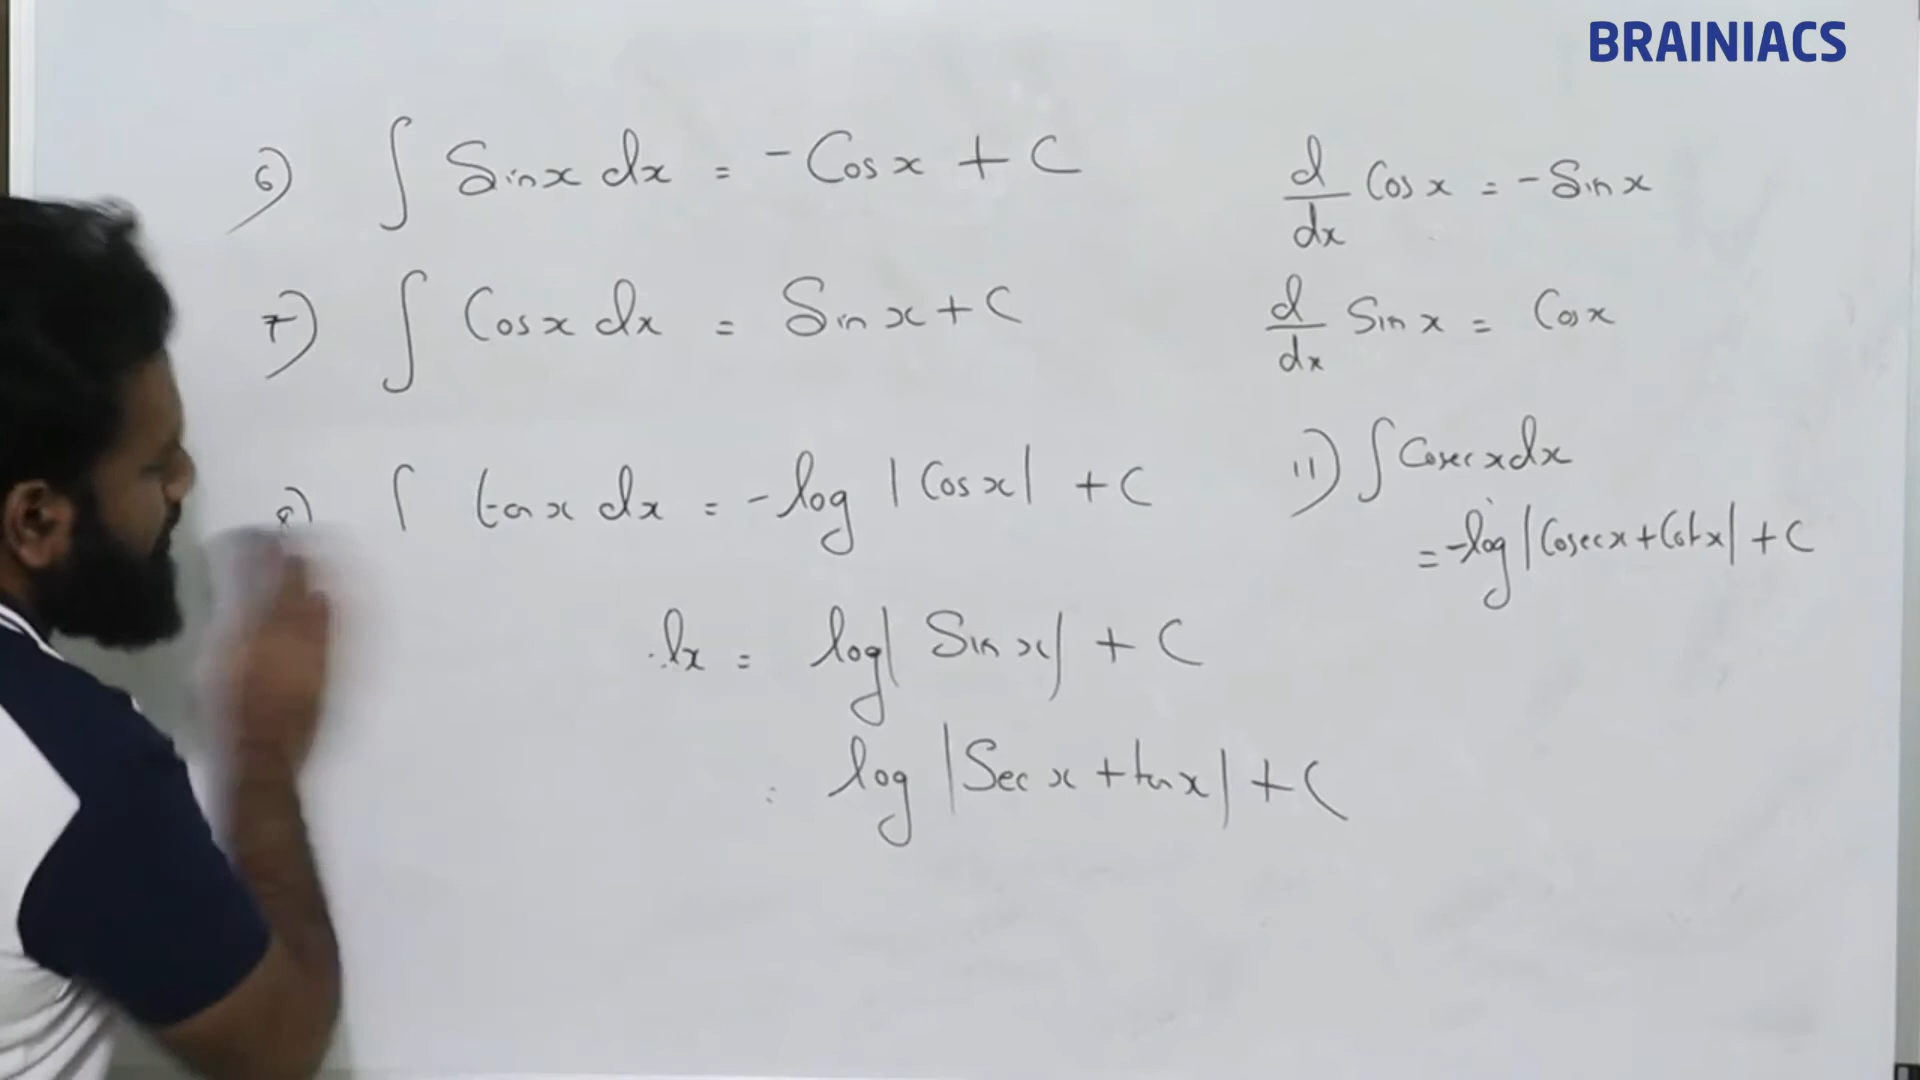 BRAINIACS
6) ∫ Sin x dx = -Cos x + C
d/dx Cos x = - Sin x
7) ∫ Cos x dx = Sin x + C
d/dx Sin x = Cos x
8) ∫ tan x dx = -log |Cos x| + C
dx = log| Sin x| + C
log |Sec x + tan x| + C
11) ∫ Cosec x dx
= -log |Cosec x + Cot x| + C